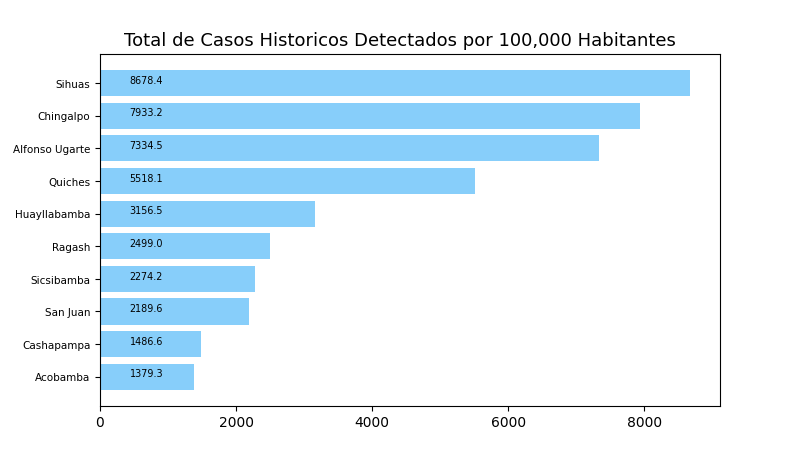 Total de Casos Historicos Detectados por 100,000 Habitantes
Sihuas 8678.4
Chingalpo 7933.2
Alfonso Ugarte 7334.5
Quiches 5518.1
Huayllabamba 3156.5
Ragash 2499.0
Sicsibamba 2274.2
San Juan 2189.6
Cashapampa 1486.6
Acobamba 1379.3
0 2000 4000 6000 8000